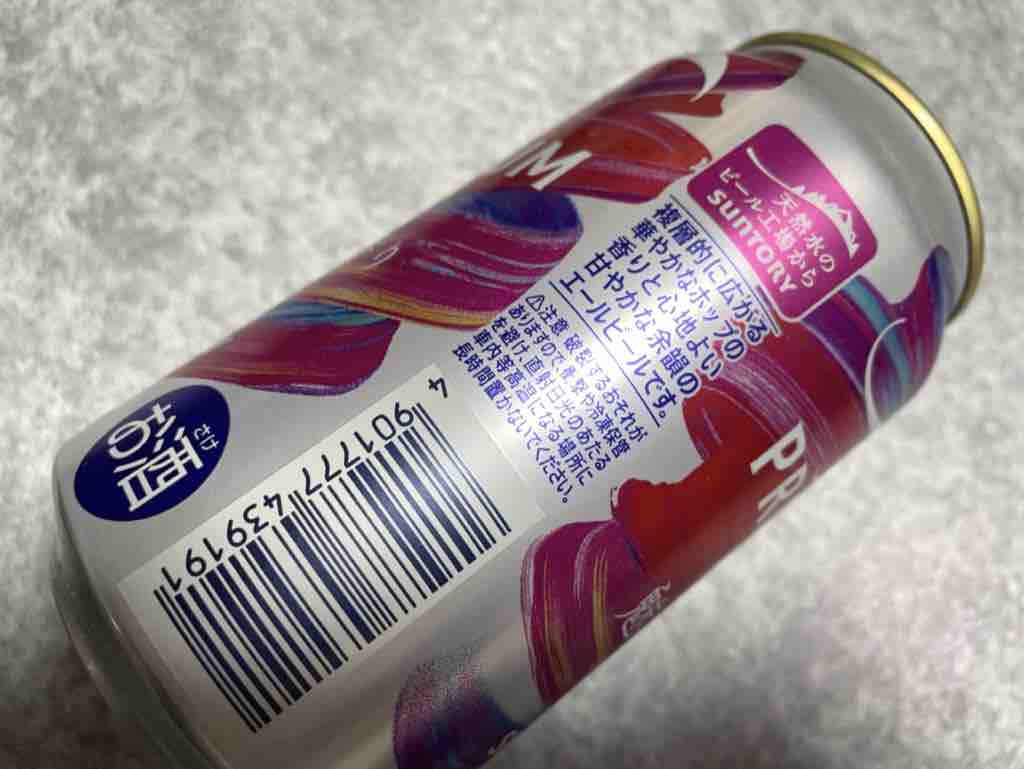 天然水の
ビール工場から
SUNTORY
複層的に広がる
華やかなホップの
香りと心地よい
甘やかな余韻の
エールビールです。
⚠注意 破裂するおそれが
ありますので、衝撃や冷凍保管
を避け、直射日光のあたる
車内等高温になる場所に
長時間置かないでください。
4 901777 439191
さけ
お酒